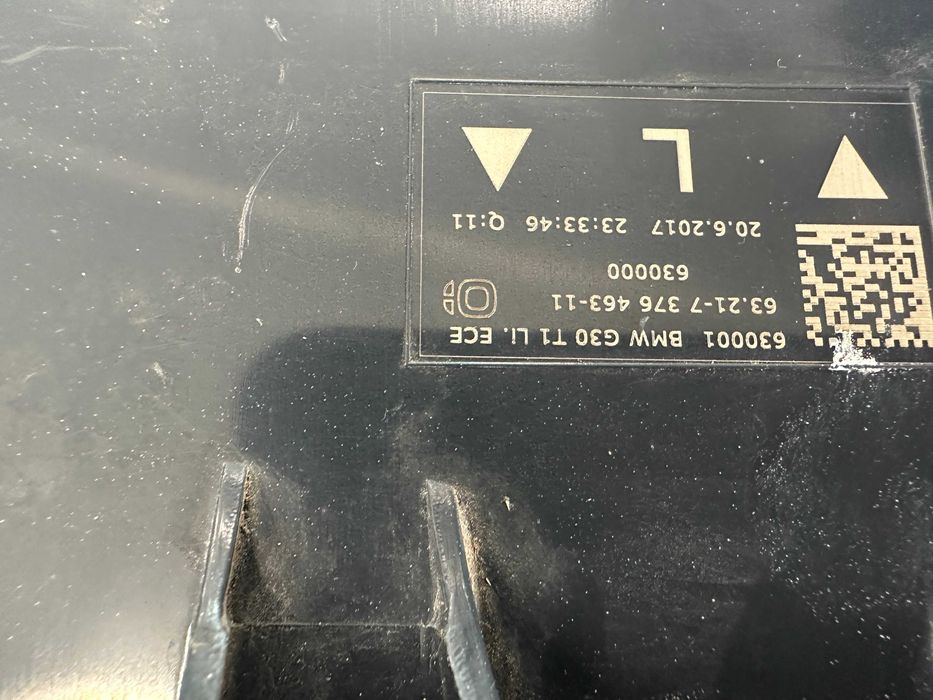 630001 BMW G30 T1 Li. ECE
63.21-7 376 463-11
630000
20.6.2017 23:33:46 Q:11
L